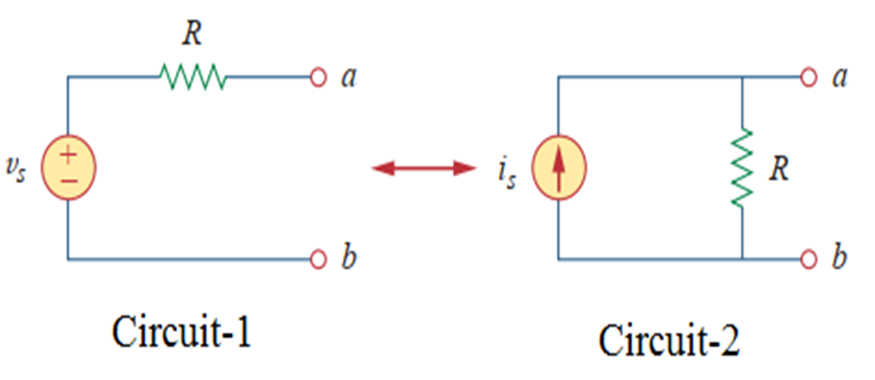 R
a
+
−
v_s
b
Circuit-1
a
i_s
R
b
Circuit-2